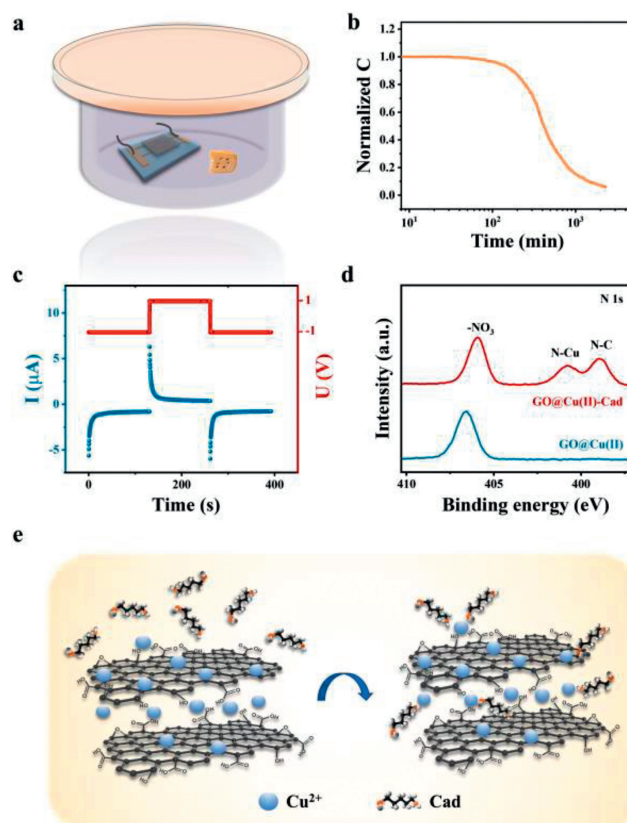 a
b
Normalized C
1.0
0.8
0.6
0.4
0.2
0.0
10¹ 10² 10³
Time (min)
c
I (μA)
10
5
0
-5
0 200 400
Time (s)
1
-1
U (V)
d
N 1s
-NO₃
N-Cu
N-C
GO@Cu(II)-Cad
GO@Cu(II)
Intensity (a.u.)
410 405 400
Binding energy (eV)
e
Cu²⁺ Cad